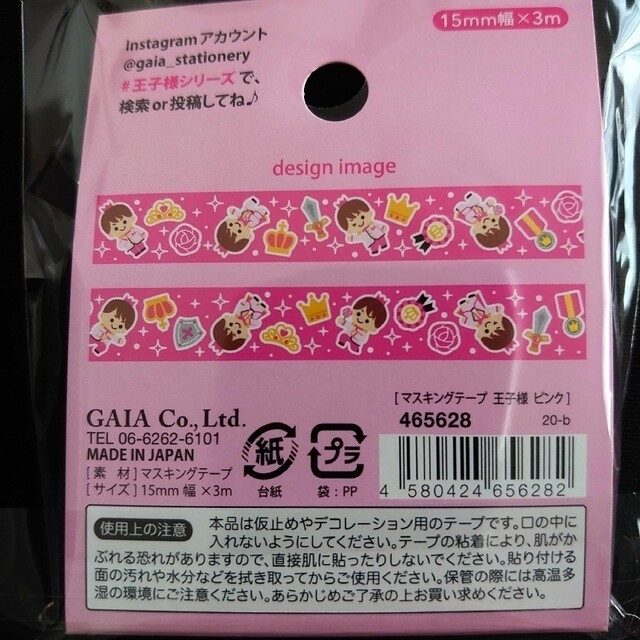 Instagram アカウント
15mm幅×3m
@gaia_stationery
#王子様シリーズで、
検索or投稿してね♪
design image
[マスキングテープ 王子様 ピンク]
GAIA Co., Ltd.
465628 20-b
TEL 06-6262-6101
MADE IN JAPAN
[素 材]マスキングテープ
[サイズ]15mm 幅 ×3m
紙
台紙
プラ
袋:PP
4 580424 656282
使用上の注意 本品は仮止めやデコレーション用のテープです。口の中に
入れないようにしてください。テープの粘着により、肌がか
ぶれる恐れがありますので、直接肌に貼ったりしないでください。貼り付ける
面の汚れや水分などを拭き取ってからご使用ください。保管の際には高温多
湿の環境にご注意ください。あらかじめご了承の上お買い求めください。